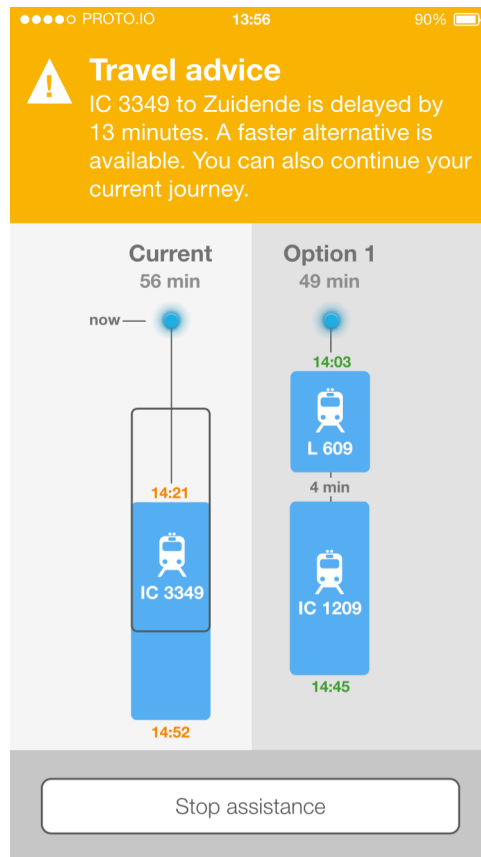 PROTO.IO 13:56 90%
Travel advice
IC 3349 to Zuidende is delayed by
13 minutes. A faster alternative is
available. You can also continue your
current journey.
Current
56 min
now
14:21
IC 3349
14:52
Option 1
49 min
14:03
L 609
4 min
IC 1209
14:45
Stop assistance